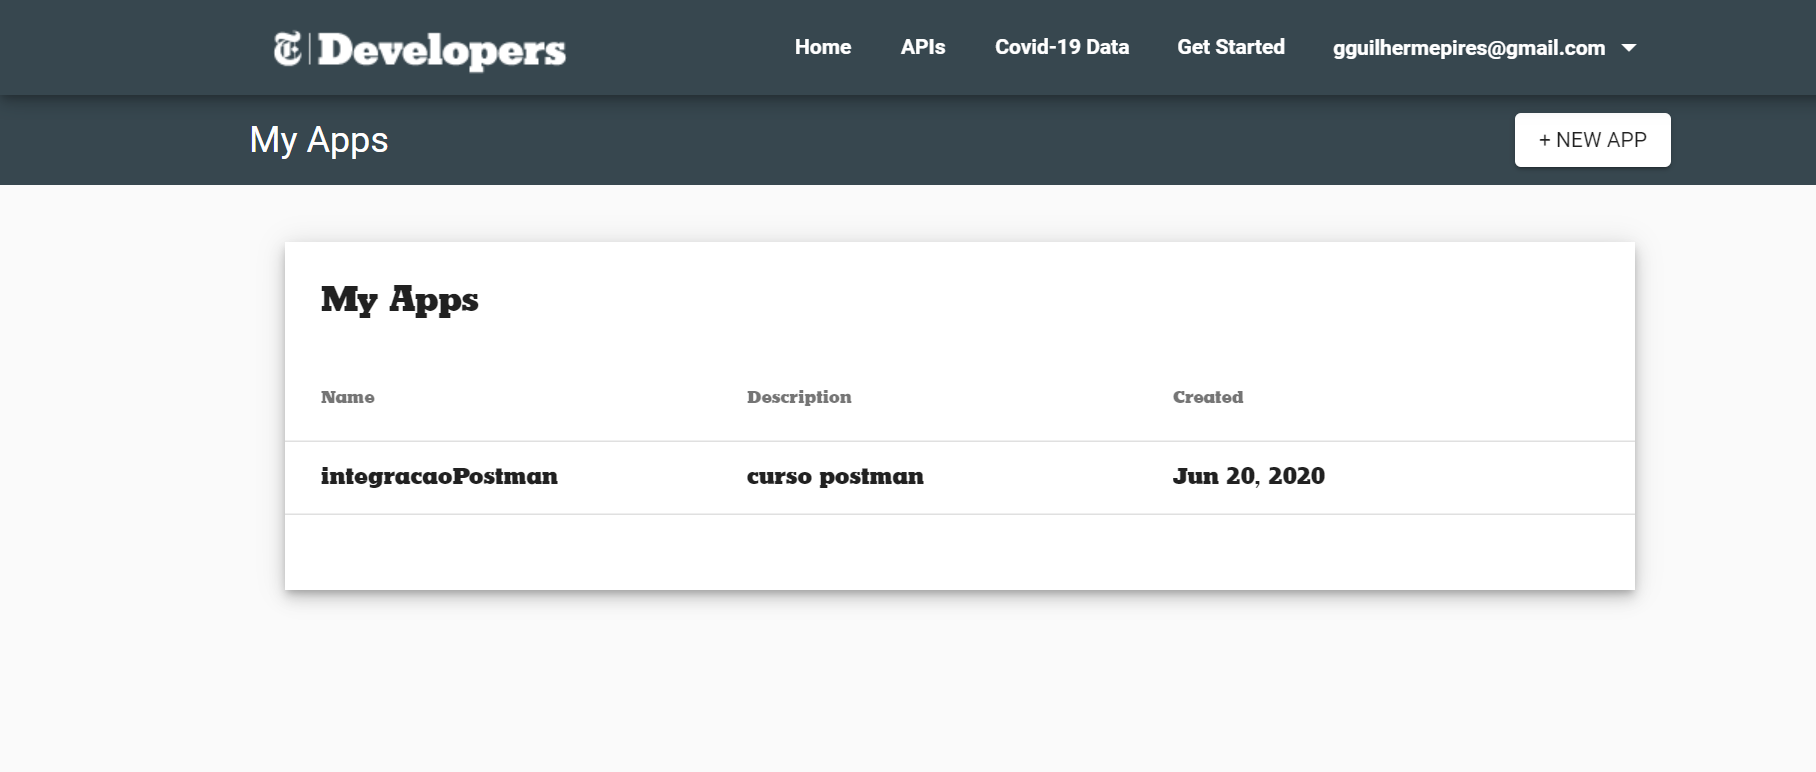 T Developers
Home APIs Covid-19 Data Get Started gguilhermepires@gmail.com
My Apps
+ NEW APP
My Apps
Name Description Created
integracaoPostman curso postman Jun 20, 2020